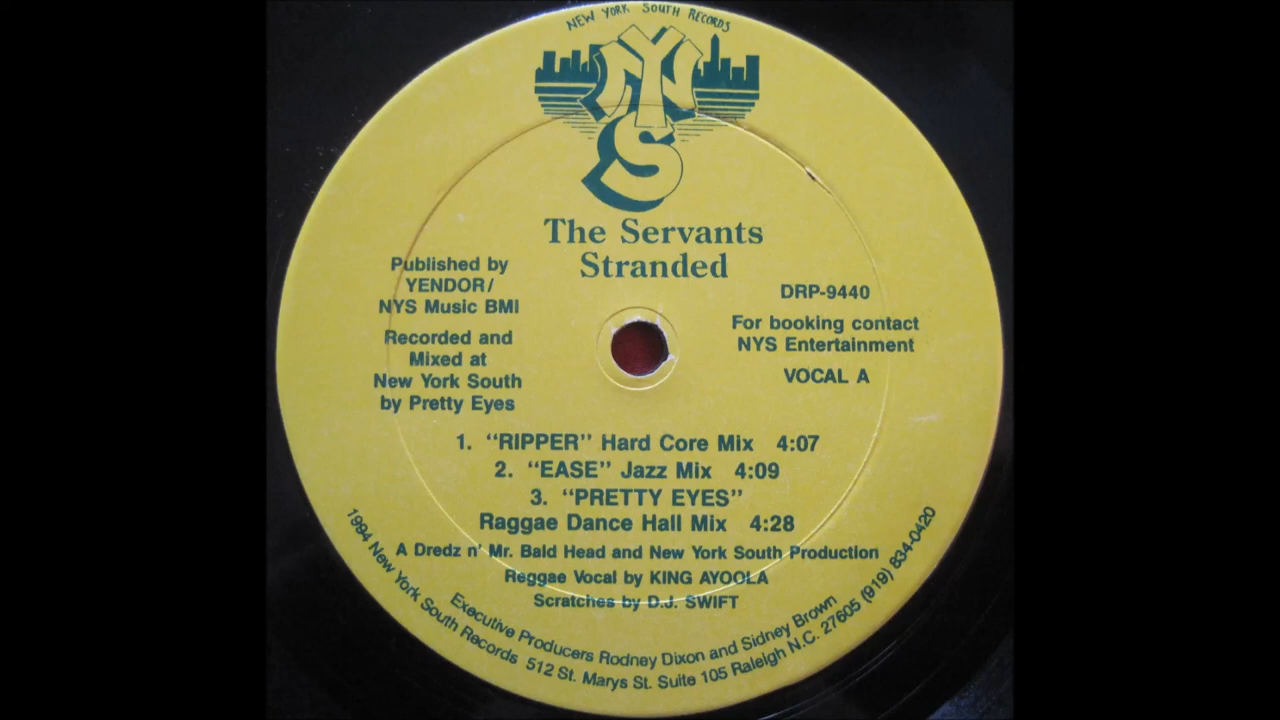 NEW YORK SOUTH RECORDS
NY
S
The Servants
Stranded
Published by
YENDOR/
NYS Music BMI
Recorded and
Mixed at
New York South
by Pretty Eyes
DRP-9440
For booking contact
NYS Entertainment
VOCAL A
1. "RIPPER" Hard Core Mix 4:07
2. "EASE" Jazz Mix 4:09
3. "PRETTY EYES"
Raggae Dance Hall Mix 4:28
A Dredz n' Mr. Bald Head and New York South Production
Reggae Vocal by KING AYOOLA
Scratches by D.J. SWIFT
Executive Producers Rodney Dixon and Sidney Brown
1994 New York South Records 512 St. Marys St. Suite 105 Raleigh N.C. 27605 (919) 834-0420